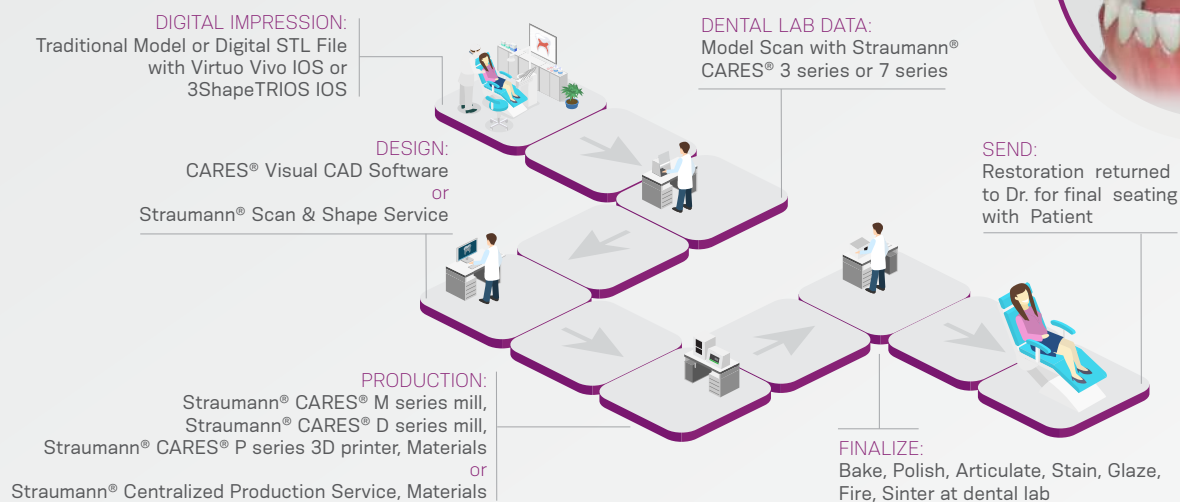 DIGITAL IMPRESSION:
Traditional Model or Digital STL File
with Virtuo Vivo IOS or
3ShapeTRIOS IOS
DENTAL LAB DATA:
Model Scan with Straumann®
CARES® 3 series or 7 series
DESIGN:
CARES® Visual CAD Software
or
Straumann® Scan & Shape Service
PRODUCTION:
Straumann® CARES® M series mill,
Straumann® CARES® D series mill,
Straumann® CARES® P series 3D printer, Materials
or
Straumann® Centralized Production Service, Materials
FINALIZE:
Bake, Polish, Articulate, Stain, Glaze,
Fire, Sinter at dental lab
SEND:
Restoration returned
to Dr. for final seating
with Patient